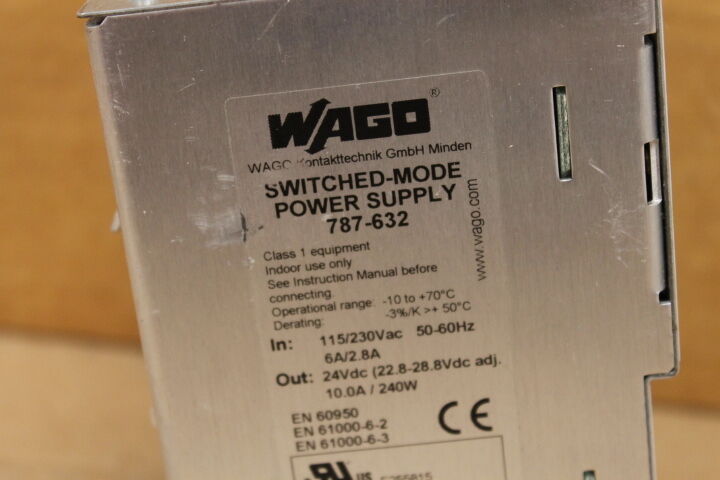 WAGO®
WAGO Kontakttechnik GmbH Minden
SWITCHED-MODE
POWER SUPPLY
787-632
www.wago.com
Class 1 equipment
Indoor use only
See Instruction Manual before
connecting.
Operational range: -10 to +70°C
Derating: -3%/K >+ 50°C
In: 115/230Vac 50-60Hz
6A/2.8A
Out: 24Vdc (22.8-28.8Vdc adj.
10.0A / 240W
EN 60950
EN 61000-6-2
EN 61000-6-3
CE
UR US